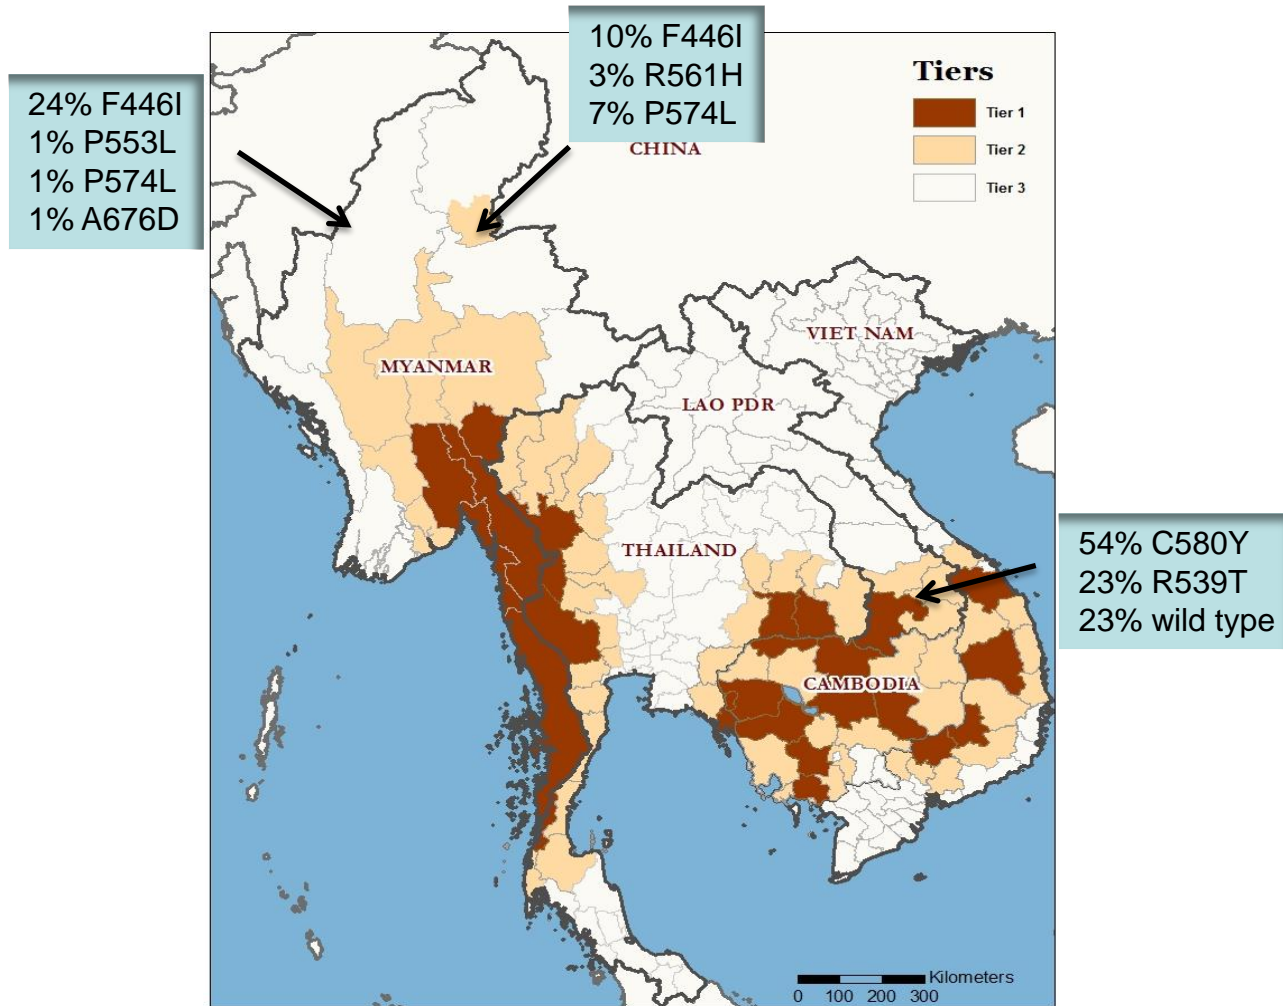 10% F446I
3% R561H
7% P574L
24% F446I
1% P553L
1% P574L
1% A676D
Tiers
Tier 1
Tier 2
Tier 3
CHINA
VIET NAM
MYANMAR
LAO PDR
THAILAND
54% C580Y
23% R539T
23% wild type
CAMBODIA
Kilometers
0 100 200 300